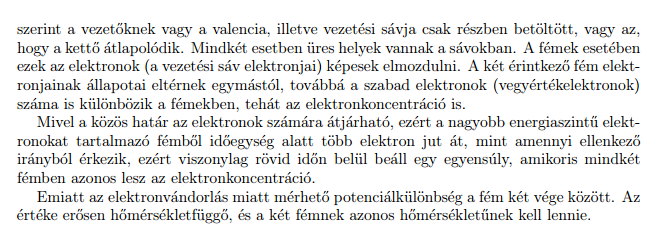 szerint a vezetőknek vagy a valencia, illetve vezetési sávja csak részben betöltött, vagy az,
hogy a kettő átlapolódik. Mindkét esetben üres helyek vannak a sávokban. A fémek esetében
ezek az elektronok (a vezetési sáv elektronjai) képesek elmozdulni. A két érintkező fém elekt-
ronjainak állapotai eltérnek egymástól, továbbá a szabad elektronok (vegyértékelektronok)
száma is különbözik a fémekben, tehát az elektronkoncentráció is.
Mivel a közös határ az elektronok számára átjárható, ezért a nagyobb energiaszintű elekt-
ronokat tartalmazó fémből időegység alatt több elektron jut át, mint amennyi ellenkező
irányból érkezik, ezért viszonylag rövid időn belül beáll egy egyensúly, amikoris mindkét
fémben azonos lesz az elektronkoncentráció.
Emiatt az elektronvándorlás miatt mérhető potenciálkülönbség a fém két vége között. Az
értéke erősen hőmérsékletfüggő, és a két fémnek azonos hőmérsékletűnek kell lennie.